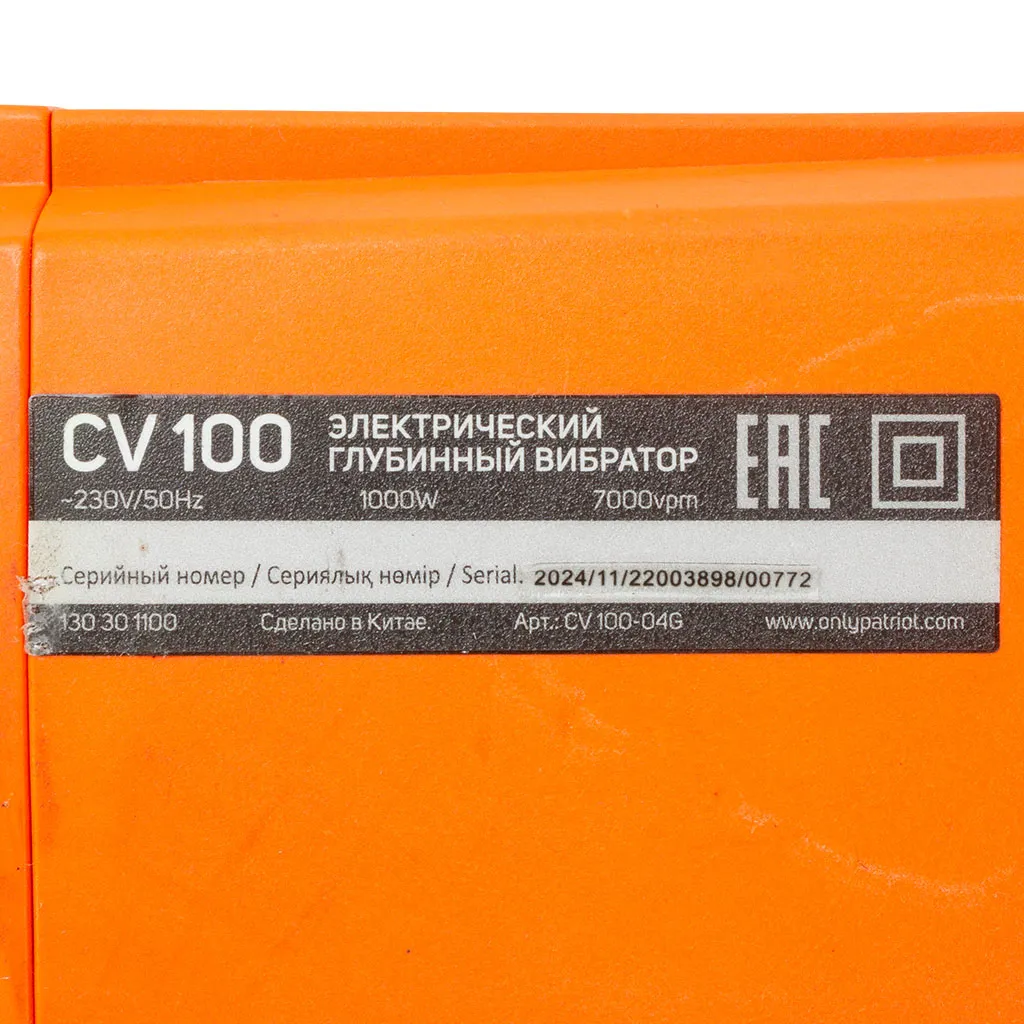 CV 100 ЭЛЕКТРИЧЕСКИЙ
ГЛУБИННЫЙ ВИБРАТОР
EAC
~230V/50Hz 1000W 7000vpm
Серийный номер / Сериялық нөмір / Serial. 2024/11/22003898/00772
130 30 1100 Сделано в Китае. Арт.: CV 100-04G www.onlypatriot.com